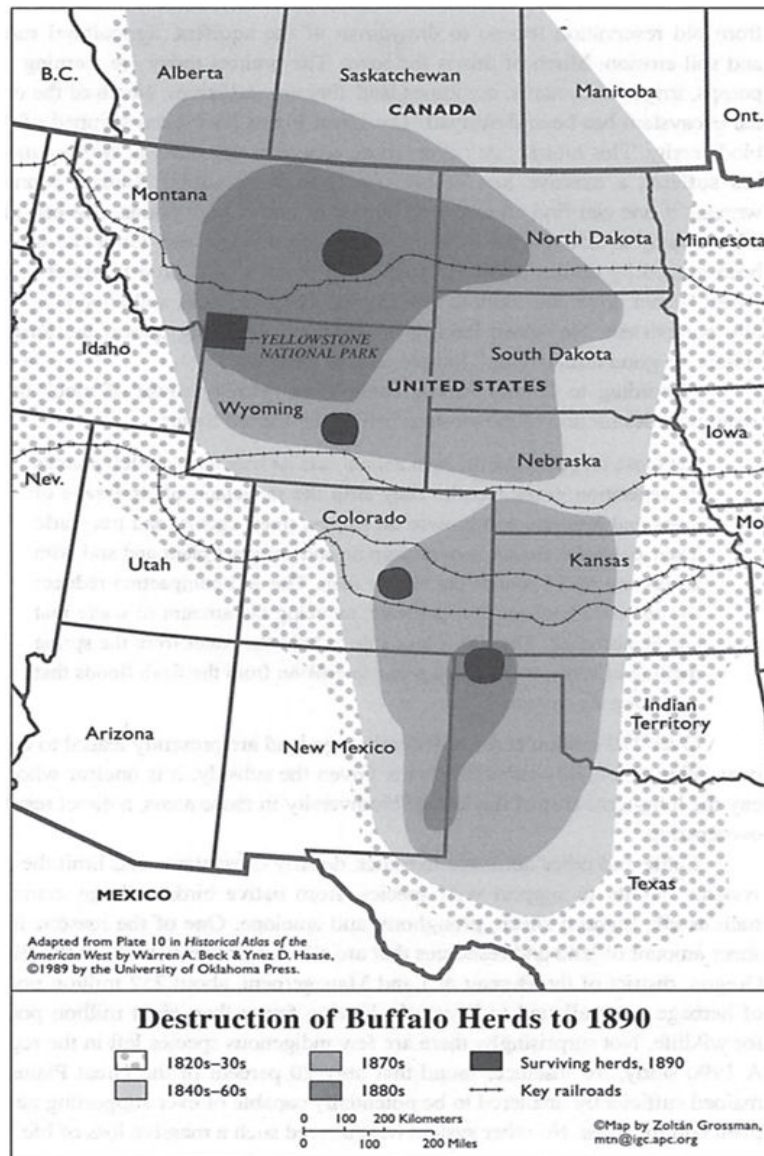 B.C.
Alberta
Saskatchewan
CANADA
Manitoba
Ont.
Montana
North Dakota
Minnesota
YELLOWSTONE
NATIONAL PARK
Idaho
South Dakota
UNITED STATES
Wyoming
Iowa
Nebraska
Nev.
Colorado
Mo
Utah
Kansas
Indian
Territory
Arizona
New Mexico
Texas
MEXICO
Adapted from Plate 10 in Historical Atlas of the
American West by Warren A. Beck & Ynez D. Haase,
©1989 by the University of Oklahoma Press.
Destruction of Buffalo Herds to 1890
1820s–30s
1870s
Surviving herds, 1890
1840s–60s
1880s
Key railroads
0 100 200 Kilometers
0 100 200 Miles
©Map by Zoltán Grossman,
mtn@igc.apc.org